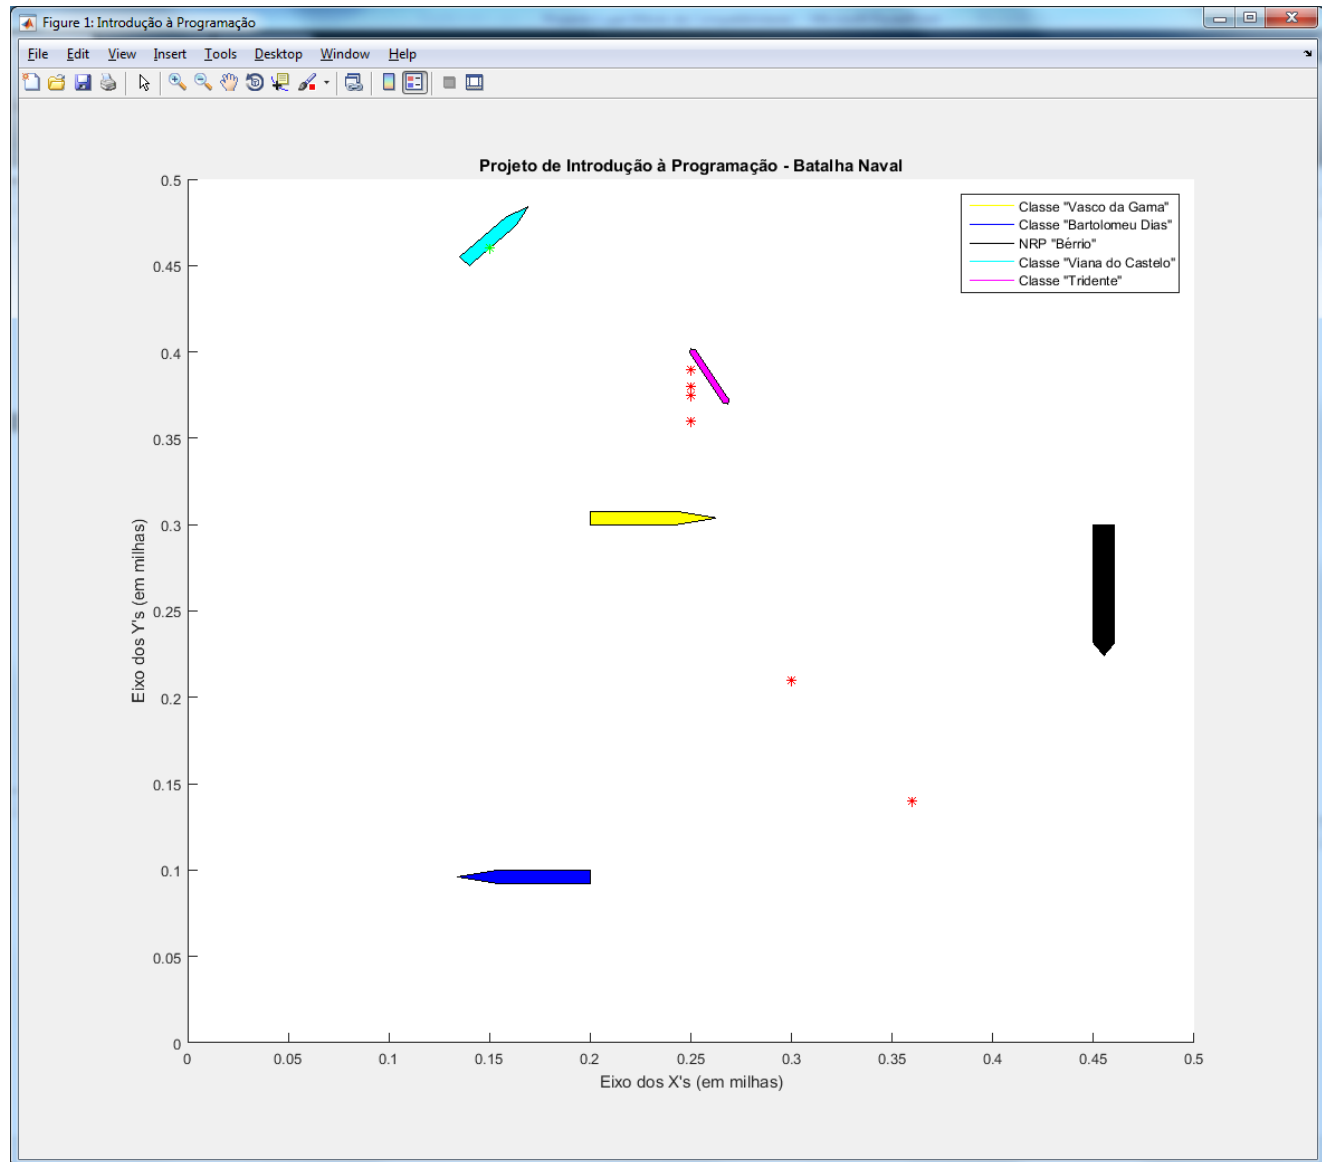 Figure 1: Introdução à Programação
File Edit View Insert Tools Desktop Window Help
Projeto de Introdução à Programação - Batalha Naval
Classe "Vasco da Gama"
Classe "Bartolomeu Dias"
NRP "Bérrio"
Classe "Viana do Castelo"
Classe "Tridente"
Eixo dos Y's (em milhas)
0.5
0.45
0.4
0.35
0.3
0.25
0.2
0.15
0.1
0.05
0
0 0.05 0.1 0.15 0.2 0.25 0.3 0.35 0.4 0.45 0.5
Eixo dos X's (em milhas)